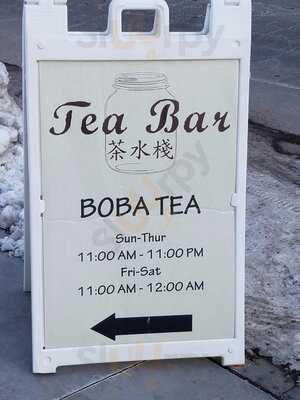 Tea Bar
茶水棧
BOBA TEA
Sun-Thur
11:00 AM - 11:00 PM
Fri-Sat
11:00 AM - 12:00 AM